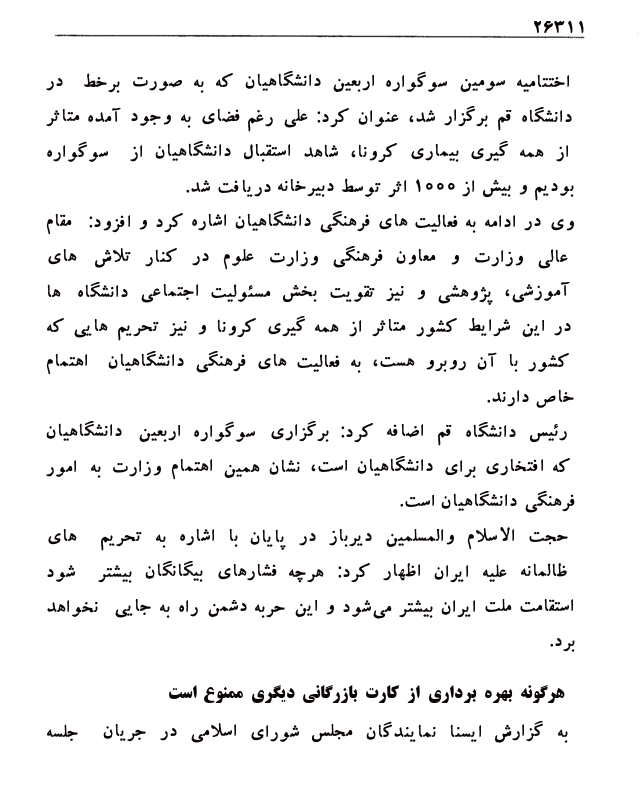 ۲۶۳۱۱
اختتامیه سومین سوگواره اربعین دانشگاهیان که به صورت برخط در
دانشگاه قم برگزار شد، عنوان کرد: علی رغم فضای به وجود آمده متاثر
از همه گیری بیماری کرونا، شاهد استقبال دانشگاهیان از سوگواره
بودیم و بیش از ۱۰۰۰ اثر توسط دبیرخانه دریافت شد.
وی در ادامه به فعالیت های فرهنگی دانشگاهیان اشاره کرد و افزود: مقام
عالی وزارت و معاون فرهنگی وزارت علوم در کنار تلاش های
آموزشی، پژوهشی و نیز تقویت بخش مسئولیت اجتماعی دانشگاه ها
در این شرایط کشور متاثر از همه گیری کرونا و نیز تحریم هایی که
کشور با آن روبرو هست، به فعالیت های فرهنگی دانشگاهیان اهتمام
خاص دارند.
رئیس دانشگاه قم اضافه کرد: برگزاری سوگواره اربعین دانشگاهیان
که افتخاری برای دانشگاهیان است، نشان همین اهتمام وزارت به امور
فرهنگی دانشگاهیان است.
حجت الاسلام والمسلمین دیرباز در پایان با اشاره به تحریم های
ظالمانه علیه ایران اظهار کرد: هرچه فشارهای بیگانگان بیشتر شود
استقامت ملت ایران بیشتر می‌شود و این حربه دشمن راه به جایی نخواهد
برد.
هرگونه بهره برداری از کارت بازرگانی دیگری ممنوع است
به گزارش ایسنا نمایندگان مجلس شورای اسلامی در جریان جلسه